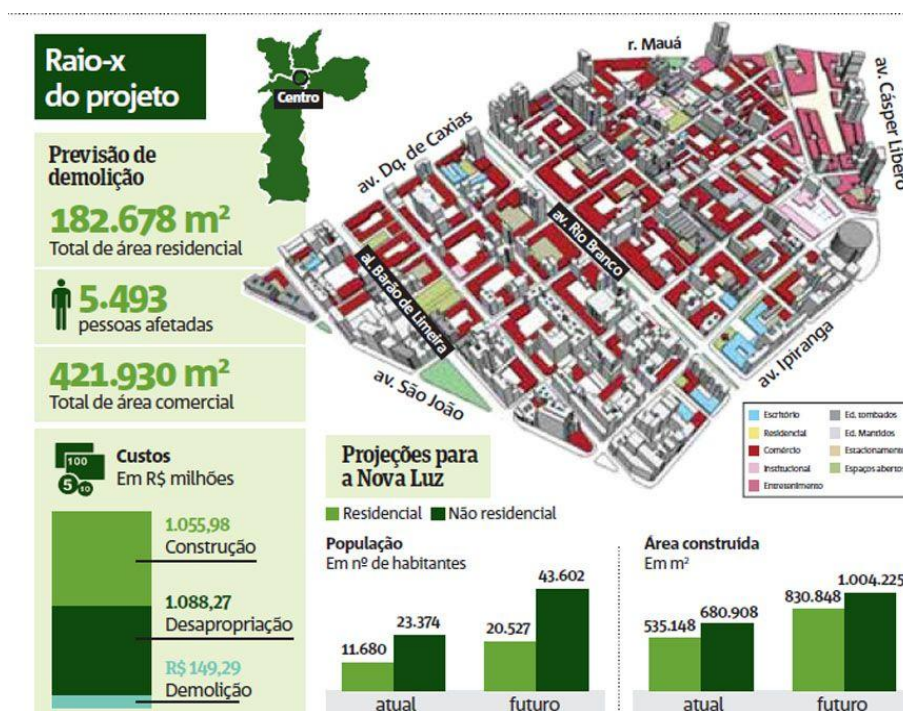 Raio-x
do projeto
Centro
Previsão de
demolição
182.678 m²
Total de área residencial
5.493
pessoas afetadas
421.930 m²
Total de área comercial
r. Mauá
av. Cásper Líbero
av. Dq. de Caxias
av. Rio Branco
al. Barão de Limeira
av. São João
av. Ipiranga
Escritório
Residencial
Comércio
Institucional
Entretenimento
Ed. tombados
Ed. Mantidos
Estacionamento
Espaços abertos
100
5
10
Custos
Em R$ milhões
1.055,98
Construção
1.088,27
Desapropriação
R$ 149,29
Demolição
Projeções para
a Nova Luz
Residencial Não residencial
População
Em nº de habitantes
11.680
23.374
20.527
43.602
atual futuro
Área construída
Em m²
535.148
680.908
830.848
1.004.225
atual futuro